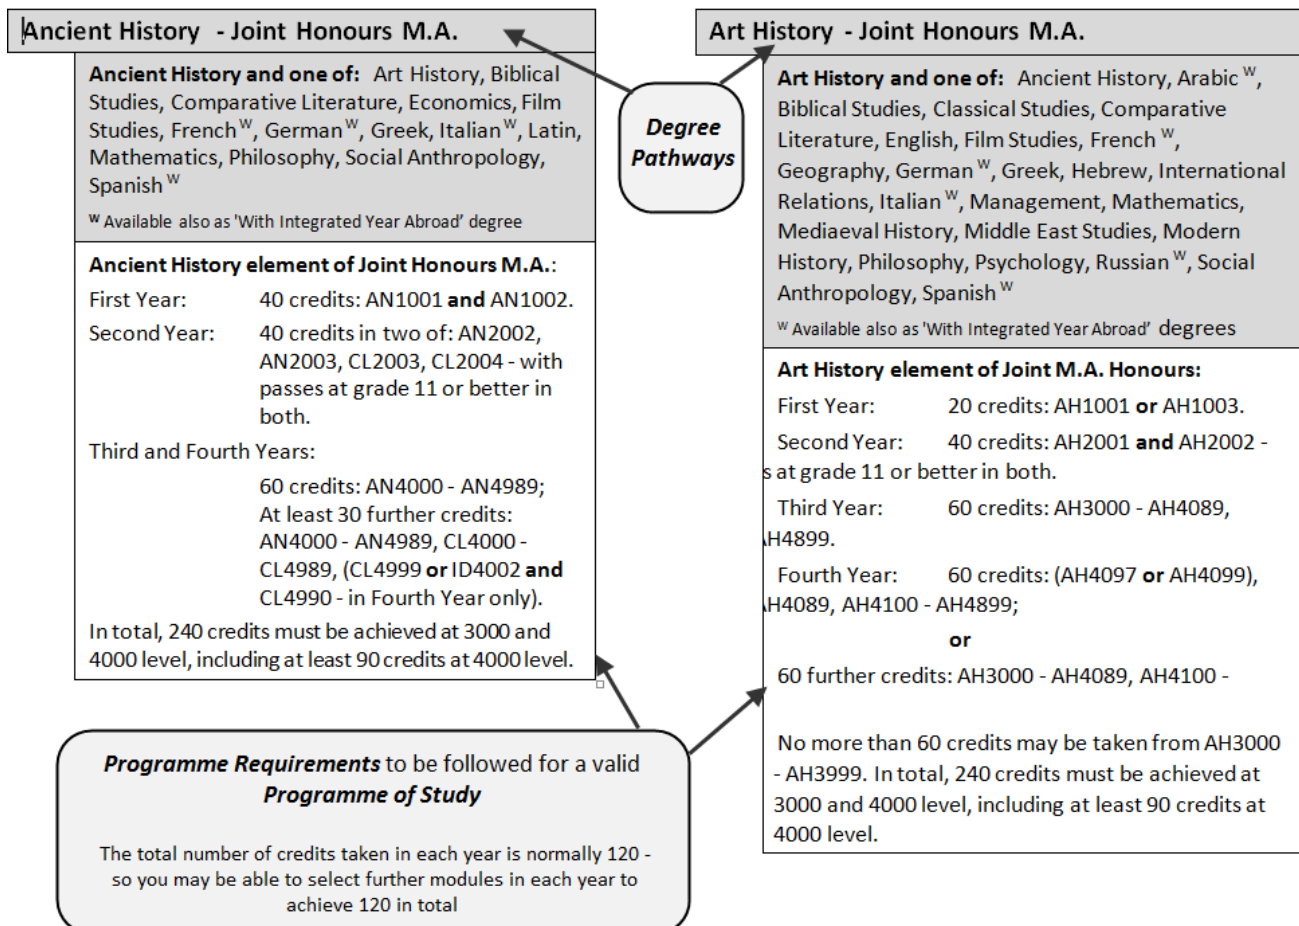 Ancient History - Joint Honours M.A.
Ancient History and one of: Art History, Biblical
Studies, Comparative Literature, Economics, Film
Studies, French W, German W, Greek, Italian W, Latin,
Mathematics, Philosophy, Social Anthropology,
Spanish W
W Available also as 'With Integrated Year Abroad' degree
Ancient History element of Joint Honours M.A.:
First Year: 40 credits: AN1001 and AN1002.
Second Year: 40 credits in two of: AN2002,
AN2003, CL2003, CL2004 - with
passes at grade 11 or better in
both.
Third and Fourth Years:
60 credits: AN4000 - AN4989;
At least 30 further credits:
AN4000 - AN4989, CL4000 -
CL4989, (CL4999 or ID4002 and
CL4990 - in Fourth Year only).
In total, 240 credits must be achieved at 3000 and
4000 level, including at least 90 credits at 4000 level.
Degree
Pathways
Art History - Joint Honours M.A.
Art History and one of: Ancient History, Arabic W,
Biblical Studies, Classical Studies, Comparative
Literature, English, Film Studies, French W,
Geography, German W, Greek, Hebrew, International
Relations, Italian W, Management, Mathematics,
Mediaeval History, Middle East Studies, Modern
History, Philosophy, Psychology, Russian W, Social
Anthropology, Spanish W
W Available also as 'With Integrated Year Abroad' degrees
Art History element of Joint M.A. Honours:
First Year: 20 credits: AH1001 or AH1003.
Second Year: 40 credits: AH2001 and AH2002 -
s at grade 11 or better in both.
Third Year: 60 credits: AH3000 - AH4089,
AH4899.
Fourth Year: 60 credits: (AH4097 or AH4099),
AH4089, AH4100 - AH4899;
or
60 further credits: AH3000 - AH4089, AH4100 -
No more than 60 credits may be taken from AH3000
- AH3999. In total, 240 credits must be achieved at
3000 and 4000 level, including at least 90 credits at
4000 level.
Programme Requirements to be followed for a valid
Programme of Study
The total number of credits taken in each year is normally 120 -
so you may be able to select further modules in each year to
achieve 120 in total